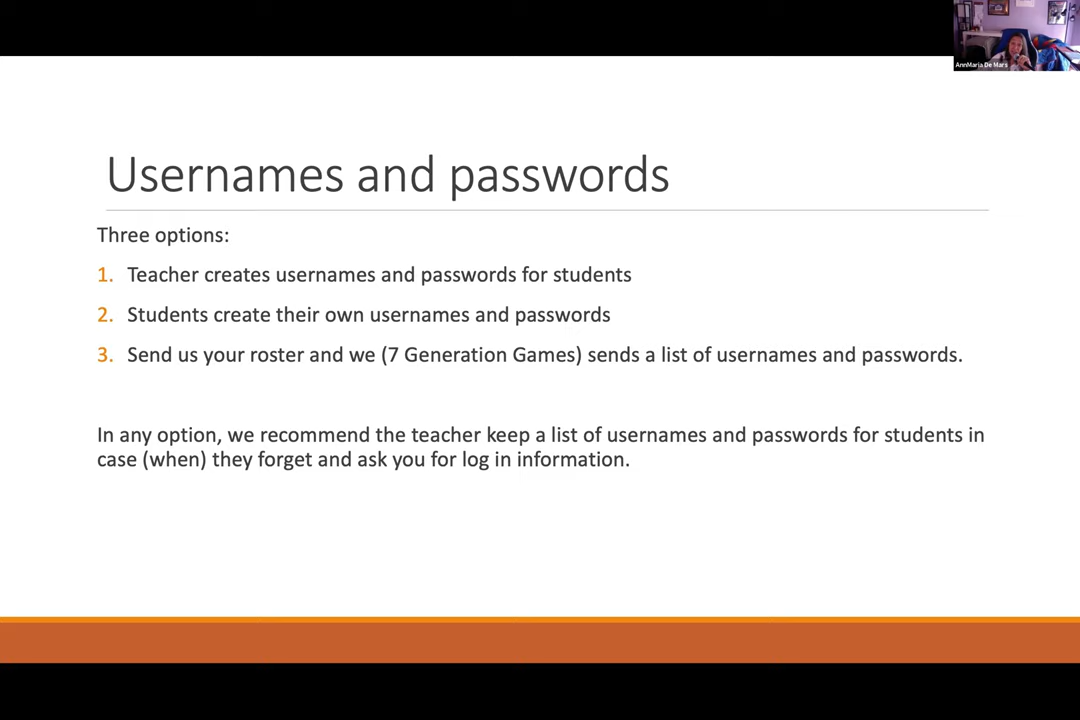 AnnMaria De Mars
Usernames and passwords
Three options:
1. Teacher creates usernames and passwords for students
2. Students create their own usernames and passwords
3. Send us your roster and we (7 Generation Games) sends a list of usernames and passwords.
In any option, we recommend the teacher keep a list of usernames and passwords for students in
case (when) they forget and ask you for log in information.